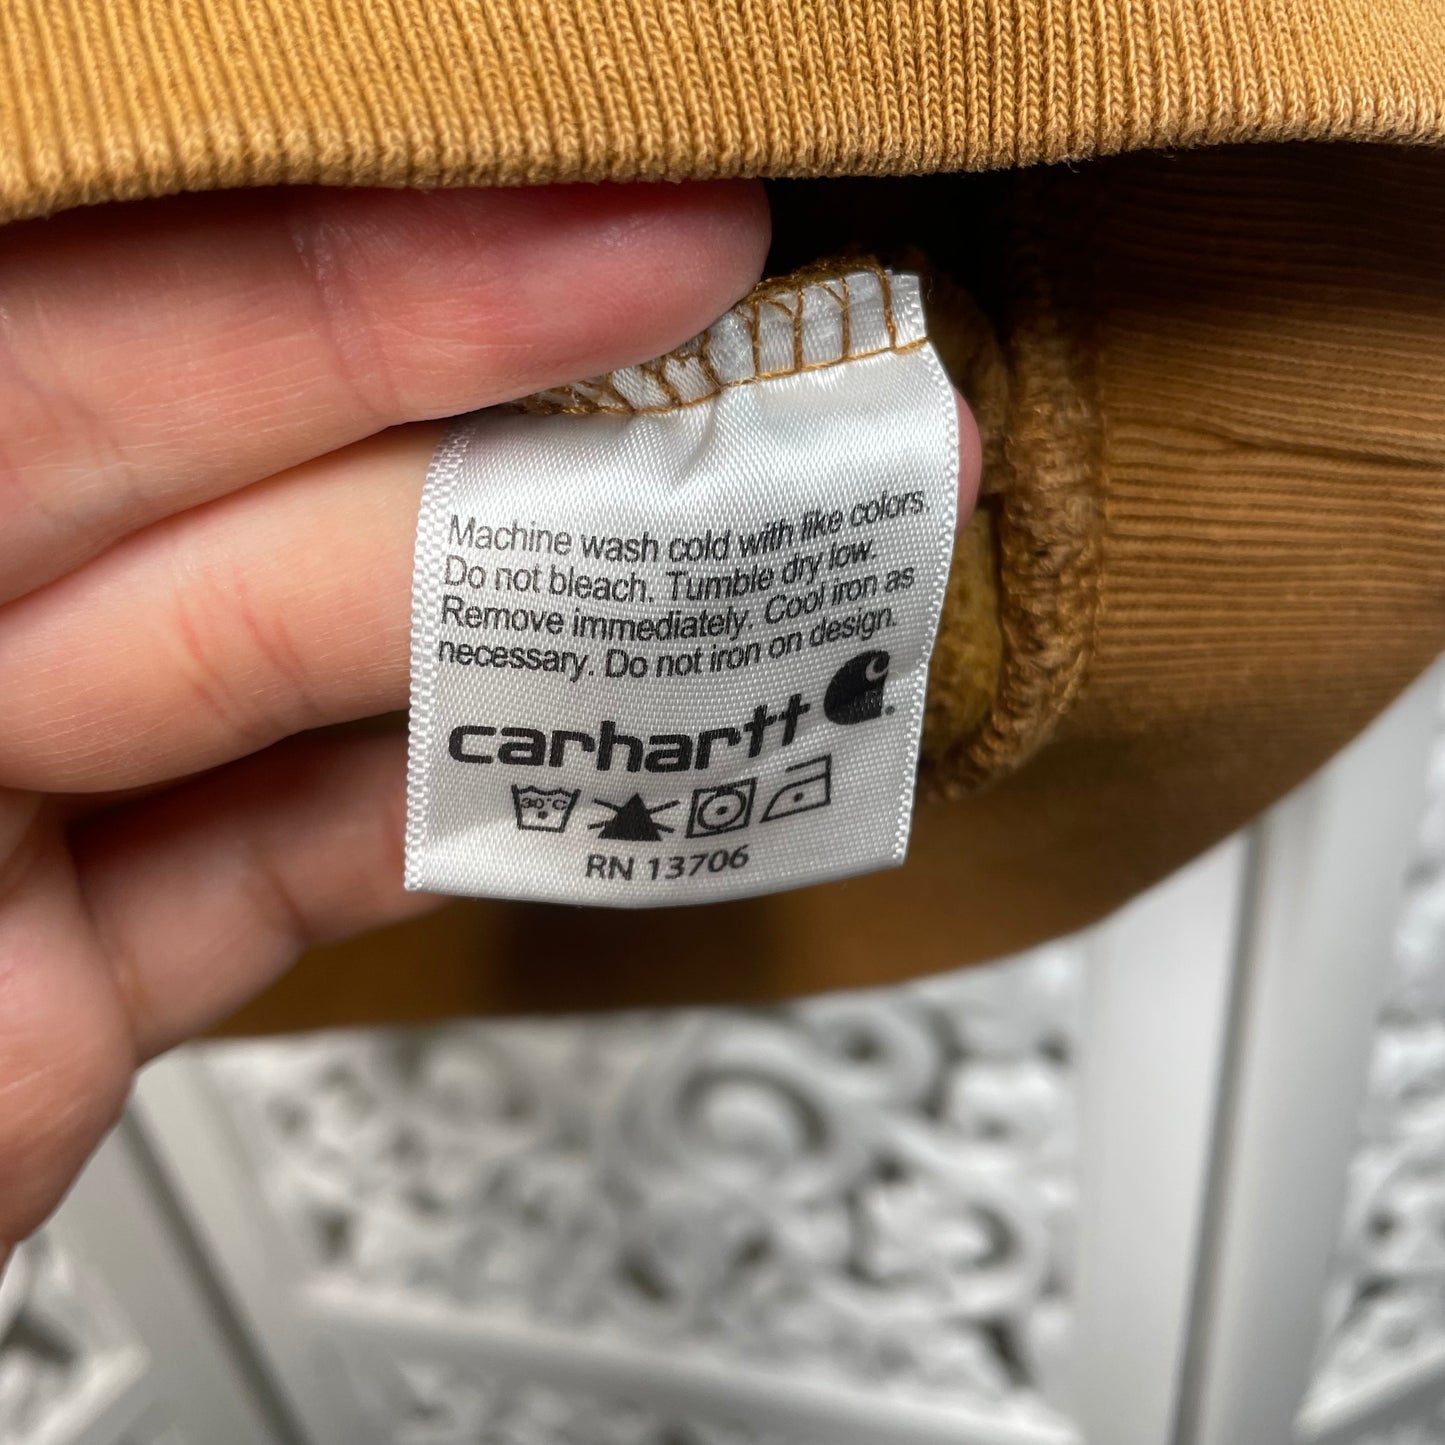 Machine wash cold with like colors.
Do not bleach. Tumble dry low.
Remove immediately. Cool iron as
necessary. Do not iron on design.
carhartt
30°C
RN 13706